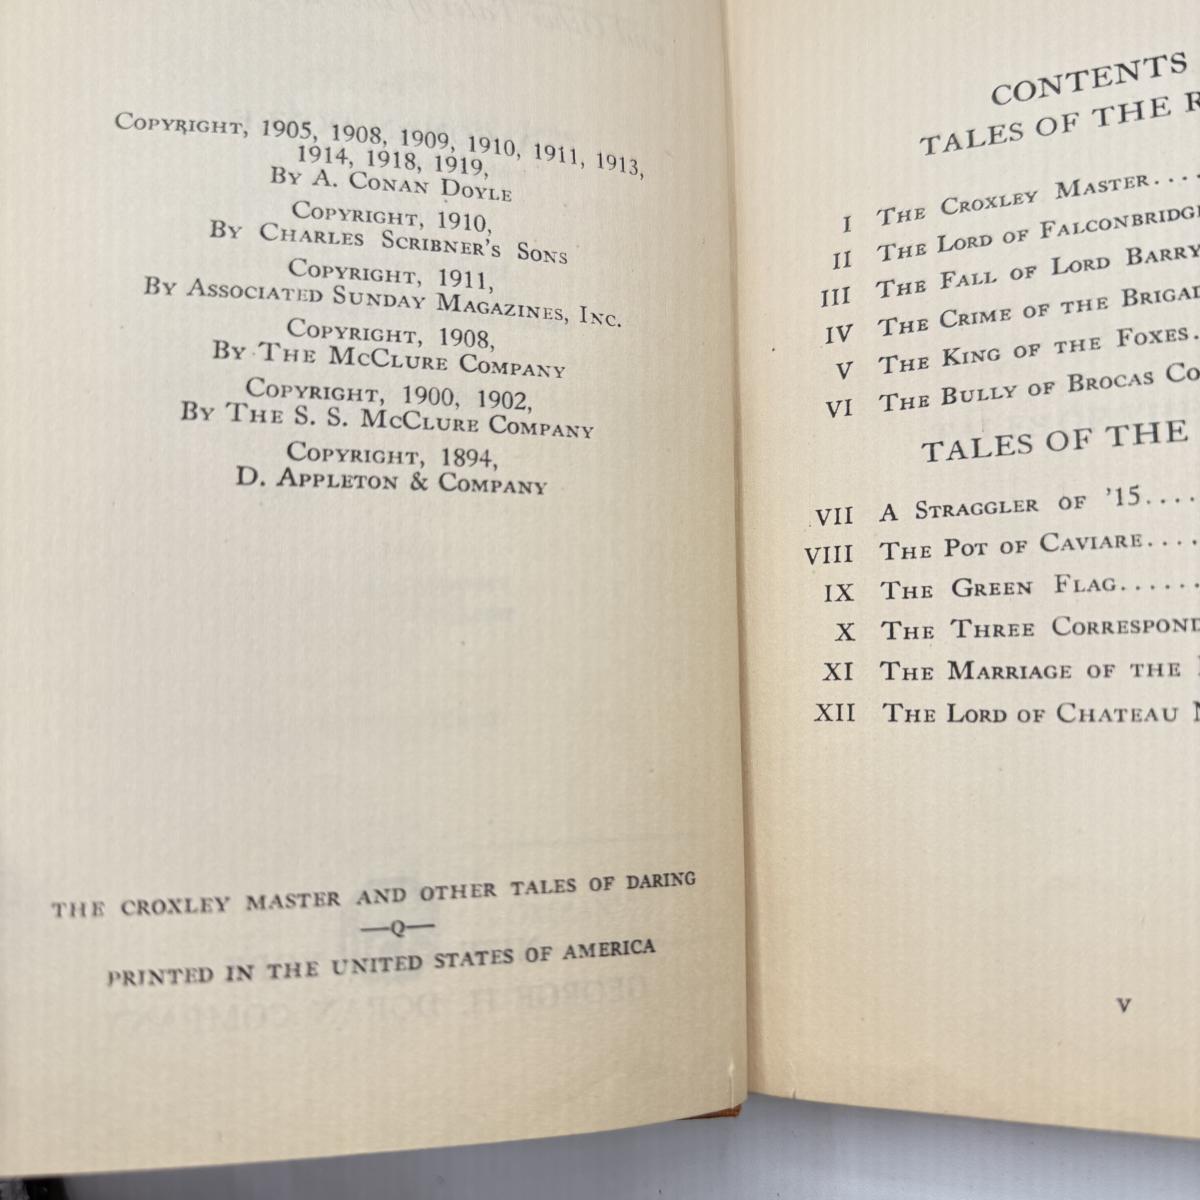 COPYRIGHT, 1905, 1908, 1909, 1910, 1911, 1913,
1914, 1918, 1919,
BY A. CONAN DOYLE
COPYRIGHT, 1910,
BY CHARLES SCRIBNER'S SONS
COPYRIGHT, 1911,
BY ASSOCIATED SUNDAY MAGAZINES, INC.
COPYRIGHT, 1908,
BY THE MCCLURE COMPANY
COPYRIGHT, 1900, 1902,
BY THE S. S. MCCLURE COMPANY
COPYRIGHT, 1894,
D. APPLETON & COMPANY
THE CROXLEY MASTER AND OTHER TALES OF DARING
—Q—
PRINTED IN THE UNITED STATES OF AMERICA
CONTENTS
TALES OF THE R
I THE CROXLEY MASTER....
II THE LORD OF FALCONBRIDG
III THE FALL OF LORD BARRY
IV THE CRIME OF THE BRIGAD
V THE KING OF THE FOXES.
VI THE BULLY OF BROCAS CO
TALES OF THE
VII A STRAGGLER OF '15....
VIII THE POT OF CAVIARE....
IX THE GREEN FLAG......
X THE THREE CORRESPOND
XI THE MARRIAGE OF THE
XII THE LORD OF CHATEAU N
V